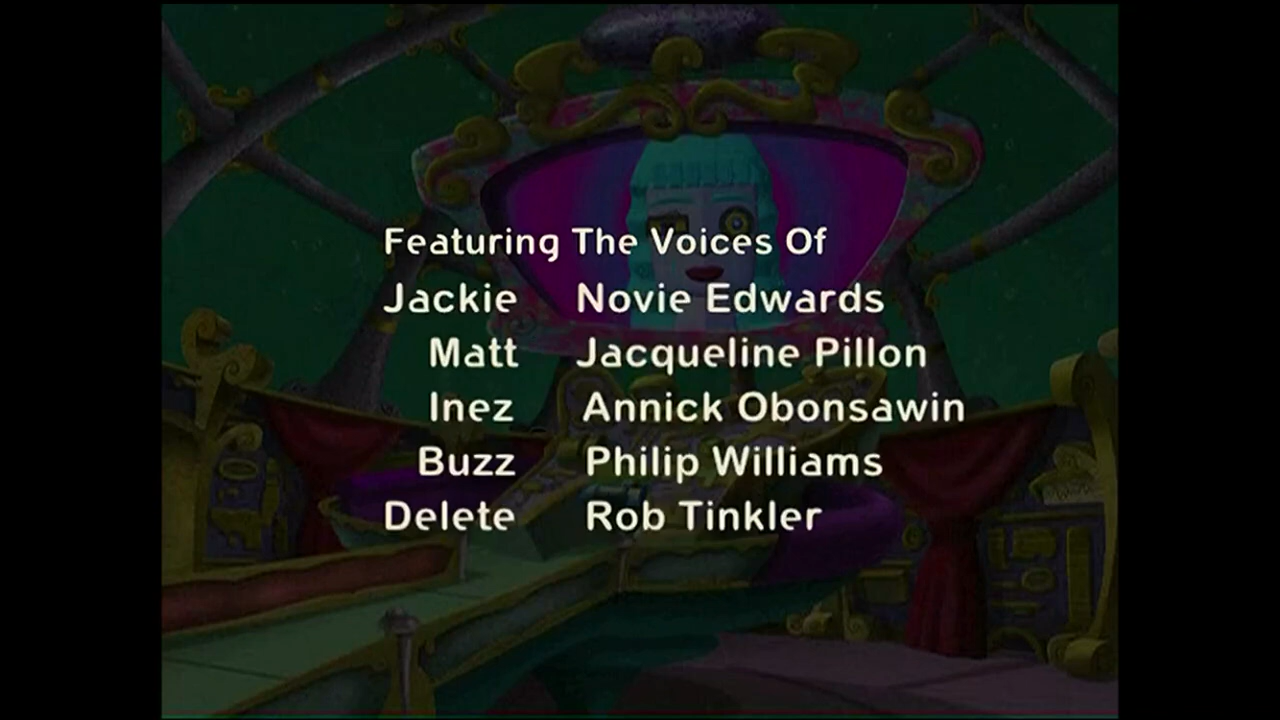 Featuring The Voices Of
Jackie Novie Edwards
Matt Jacqueline Pillon
Inez Annick Obonsawin
Buzz Philip Williams
Delete Rob Tinkler